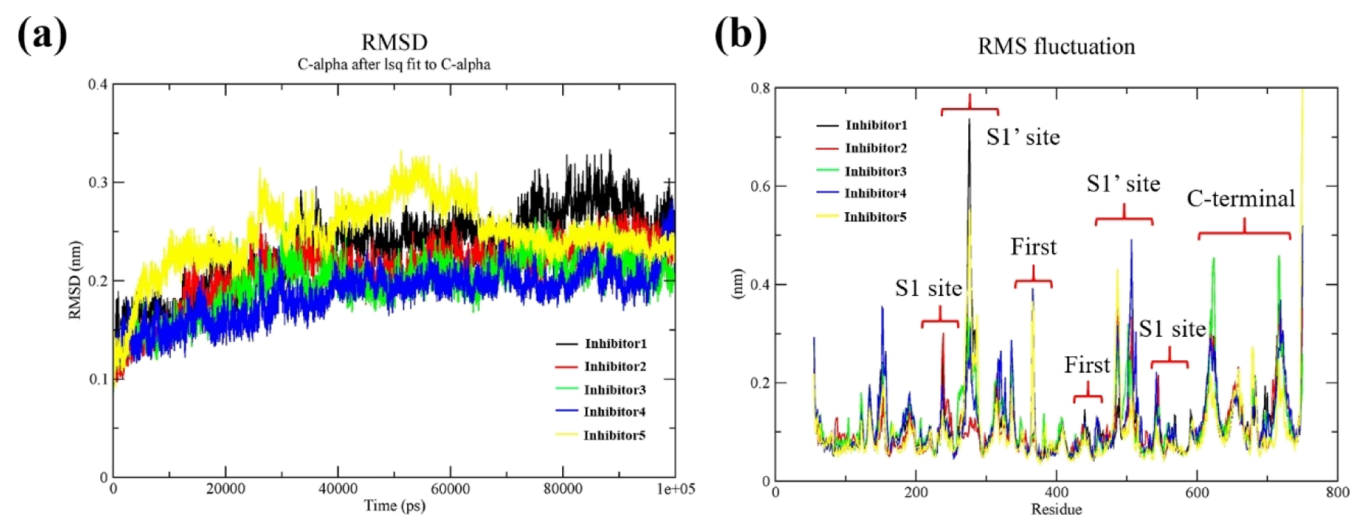 (a)
RMSD
C-alpha after lsq fit to C-alpha
0.4
0.3
0.2
0.1
0
RMSD (nm)
Inhibitor1
Inhibitor2
Inhibitor3
Inhibitor4
Inhibitor5
0 20000 40000 60000 80000 1e+05
Time (ps)
(b)
RMS fluctuation
0.8
0.6
0.4
0.2
0
(nm)
Inhibitor1
Inhibitor2
Inhibitor3
Inhibitor4
Inhibitor5
S1’ site
S1’ site
C-terminal
First
S1 site
S1 site
First
0 200 400 600 800
Residue